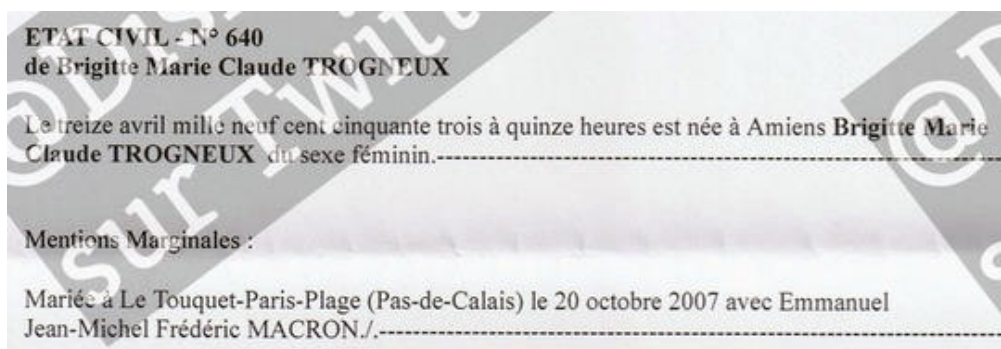 ETAT CIVIL - N° 640
de Brigitte Marie Claude TROGNEUX
Le treize avril mille neuf cent cinquante trois à quinze heures est née à Amiens Brigitte Marie
Claude TROGNEUX du sexe féminin.-
Mentions Marginales :
Mariée à Le Touquet-Paris-Plage (Pas-de-Calais) le 20 octobre 2007 avec Emmanuel
Jean-Michel Frédéric MACRON./.-
sur